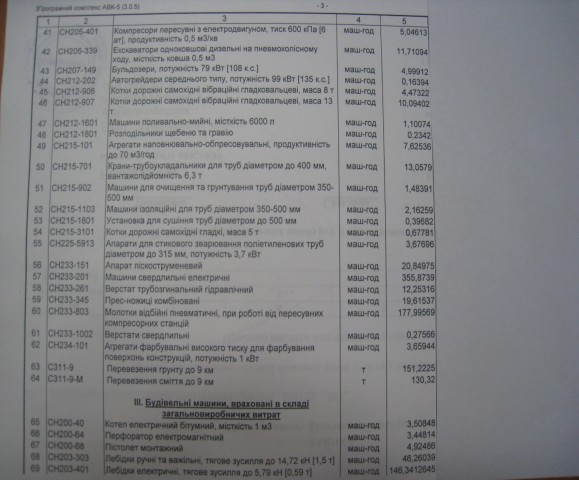 Програмний комплекс АВК-5 (3.0.5) - 3 -
1 2 3 4 5
41 СН205-401 Компресори пересувні з електродвигуном, тиск 600 кПа [6 маш-год 5,04613
ат], продуктивність 0,5 м3/хв
42 СН206-339 Екскаватори одноковшові дизельні на пневмоколісному маш-год 11,71094
ходу, місткість ковша 0,5 м3
43 СН207-149 Бульдозери, потужність 79 кВт [108 к.с.] маш-год 4,99912
44 СН212-202 Автогрейдери середнього типу, потужність 99 кВт [135 к.с.] маш-год 0,16394
45 СН212-906 Котки дорожні самохідні вібраційні гладковальцеві, маса 8 т маш-год 4,47322
46 СН212-907 Котки дорожні самохідні вібраційні гладковальцеві, маса 13 маш-год 10,09402
т
47 СН212-1601 Машини поливально-мийні, місткість 6000 л маш-год 1,10074
48 СН212-1801 Розподільники щебеню та гравію маш-год 0,2342
49 СН215-101 Агрегати наповнювально-обпресовувальні, продуктивність маш-год 7,62536
до 70 м3/год
50 СН215-701 Крани-трубоукладальники для труб діаметром до 400 мм, маш-год 13,0579
вантажопідйомність 6,3 т
51 СН215-902 Машини для очищення та ґрунтування труб діаметром 350- маш-год 1,48391
500 мм
52 СН215-1103 Машини ізоляційні для труб діаметром 350-500 мм маш-год 2,16259
53 СН215-1801 Установка для сушіння труб діаметром до 500 мм маш-год 0,39682
54 СН215-3101 Котки дорожні самохідні гладкі, маса 5 т маш-год 0,67781
55 СН225-5913 Апарати для стикового зварювання поліетиленових труб маш-год 3,67696
діаметром до 315 мм, потужність 3,7 кВт
56 СН233-151 Апарат піскоструменевий маш-год 20,84975
57 СН233-201 Машини свердлильні електричні маш-год 355,8739
58 СН233-261 Верстат трубозгинальний гідравлічний маш-год 12,25316
59 СН233-345 Прес-ножиці комбіновані маш-год 19,61537
60 СН233-803 Молотки відбійні пневматичні, при роботі від пересувних маш-год 177,99569
компресорних станцій
61 СН233-1002 Верстати свердлильні маш-год 0,27566
62 СН234-101 Агрегати фарбувальні високого тиску для фарбування маш-год 3,65944
поверхонь конструкцій, потужність 1 кВт
63 С311-9 Перевезення ґрунту до 9 км т 151,2225
64 С311-9-М Перевезення сміття до 9 км т 130,32
III. Будівельні машини, враховані в складі
загальновиробничих витрат
65 СН200-40 Котел електричний бітумний, місткість 1 м3 маш-год 3,50848
66 СН200-64 Перфоратор електромагнітний маш-год 3,44814
67 СН200-68 Пістолет монтажний маш-год 4,92486
68 СН203-303 Лебідки ручні та важільні, тягове зусилля до 14,72 кН [1,5 т] маш-год 46,26039
69 СН203-401 Лебідки електричні, тягове зусилля до 5,79 кН [0,59 т] маш-год 146,3412645